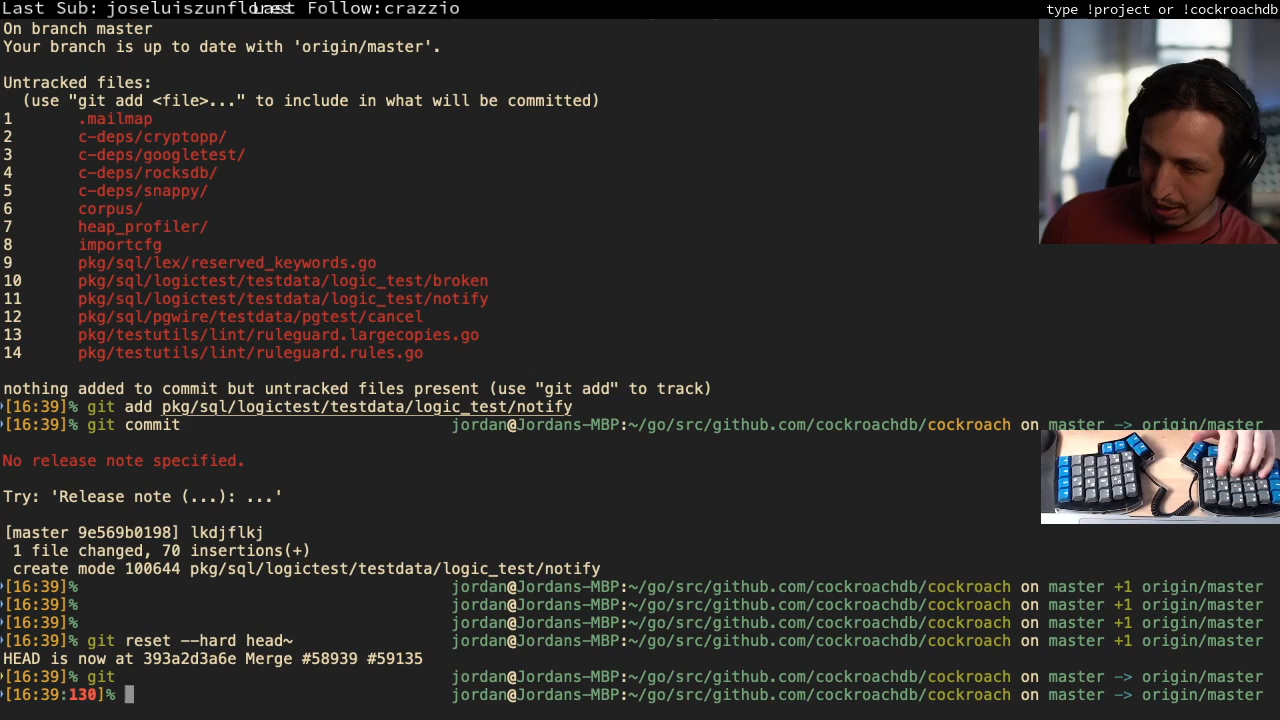 Last Sub: joseluiszunflores Last Follow:crazzio type !project or !cockroachdb
On branch master
Your branch is up to date with 'origin/master'.
Untracked files:
(use "git add <file>..." to include in what will be committed)
1 .mailmap
2 c-deps/cryptopp/
3 c-deps/googletest/
4 c-deps/rocksdb/
5 c-deps/snappy/
6 corpus/
7 heap_profiler/
8 importcfg
9 pkg/sql/lex/reserved_keywords.go
10 pkg/sql/logictest/testdata/logic_test/broken
11 pkg/sql/logictest/testdata/logic_test/notify
12 pkg/sql/pgwire/testdata/pgtest/cancel
13 pkg/testutils/lint/ruleguard.largecopies.go
14 pkg/testutils/lint/ruleguard.rules.go
nothing added to commit but untracked files present (use "git add" to track)
[16:39]% git add pkg/sql/logictest/testdata/logic_test/notify
[16:39]% git commit jordan@Jordans-MBP:~/go/src/github.com/cockroachdb/cockroach on master -> origin/master
No release note specified.
Try: 'Release note (...): ...'
[master 9e569b0198] lkdjflkj
1 file changed, 70 insertions(+)
create mode 100644 pkg/sql/logictest/testdata/logic_test/notify
[16:39]% jordan@Jordans-MBP:~/go/src/github.com/cockroachdb/cockroach on master +1 origin/master
[16:39]% jordan@Jordans-MBP:~/go/src/github.com/cockroachdb/cockroach on master +1 origin/master
[16:39]% jordan@Jordans-MBP:~/go/src/github.com/cockroachdb/cockroach on master +1 origin/master
[16:39]% git reset --hard head~ jordan@Jordans-MBP:~/go/src/github.com/cockroachdb/cockroach on master +1 origin/master
HEAD is now at 393a2d3a6e Merge #58939 #59135
[16:39]% git jordan@Jordans-MBP:~/go/src/github.com/cockroachdb/cockroach on master -> origin/master
[16:39:130]% jordan@Jordans-MBP:~/go/src/github.com/cockroachdb/cockroach on master -> origin/master